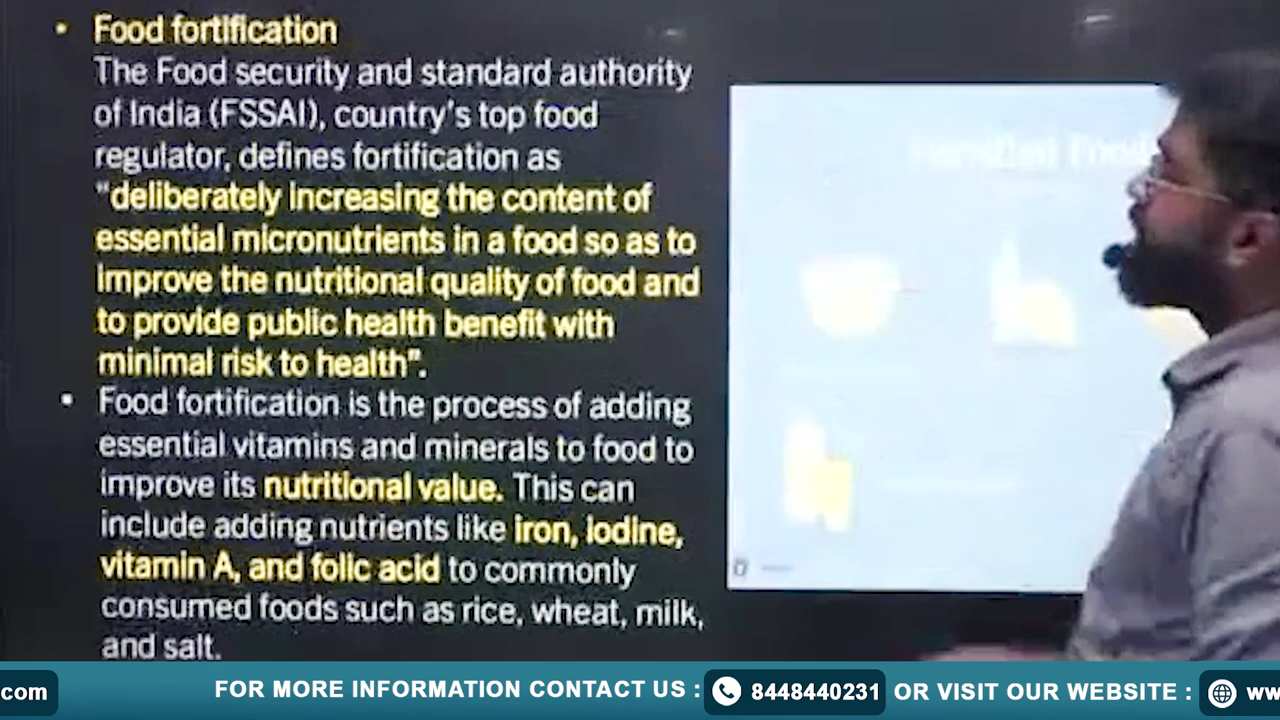 • Food fortification
The Food security and standard authority
of India (FSSAI), country's top food
regulator, defines fortification as
“deliberately increasing the content of
essential micronutrients in a food so as to
improve the nutritional quality of food and
to provide public health benefit with
minimal risk to health”.
• Food fortification is the process of adding
essential vitamins and minerals to food to
improve its nutritional value. This can
include adding nutrients like iron, iodine,
vitamin A, and folic acid to commonly
consumed foods such as rice, wheat, milk,
and salt.
com FOR MORE INFORMATION CONTACT US : 8448440231 OR VISIT OUR WEBSITE : ww